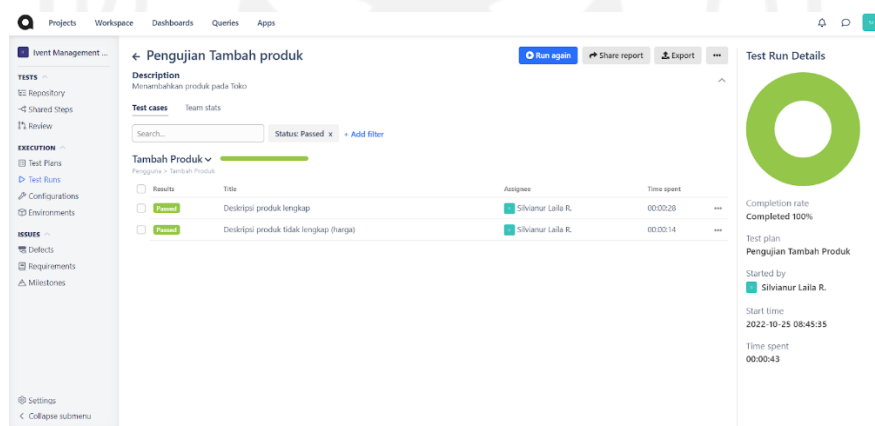 Projects Workspace Dashboards Queries Apps
Ivent Management ...
TESTS
Repository
Shared Steps
Review
EXECUTION
Test Plans
Test Runs
Configurations
Environments
ISSUES
Defects
Requirements
Milestones
Settings
Collapse submenu
← Pengujian Tambah produk
Run again Share report Export ...
Description
Menambahkan produk pada Toko
Test cases Team stats
Search... Status: Passed x + Add filter
Tambah Produk
Pengguna > Tambah Produk
Results Title Assignee Time spent
Passed Deskripsi produk lengkap Silvianur Laila R. 00:00:28 ...
Passed Deskripsi produk tidak lengkap (harga) Silvianur Laila R. 00:00:14 ...
Test Run Details
Completion rate
Completed 100%
Test plan
Pengujian Tambah Produk
Started by
Silvianur Laila R.
Start time
2022-10-25 08:45:35
Time spent
00:00:43